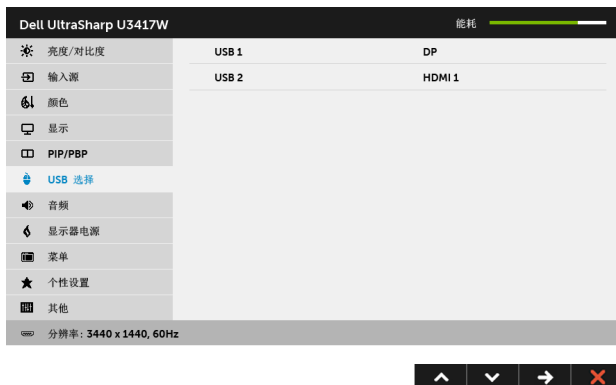 Dell UltraSharp U3417W 能耗
亮度/对比度 USB 1 DP
输入源 USB 2 HDMI 1
颜色
显示
PIP/PBP
USB 选择
音频
显示器电源
菜单
个性设置
其他
分辨率: 3440 x 1440, 60Hz